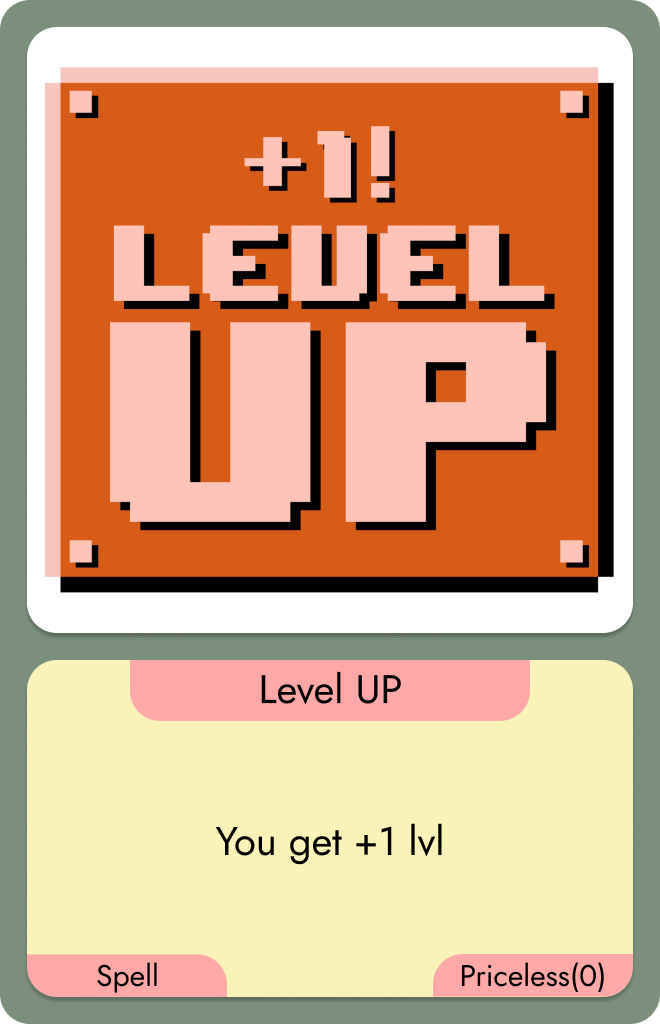 +1!
LEVEL
UP
Level UP
You get +1 lvl
Spell
Priceless(0)